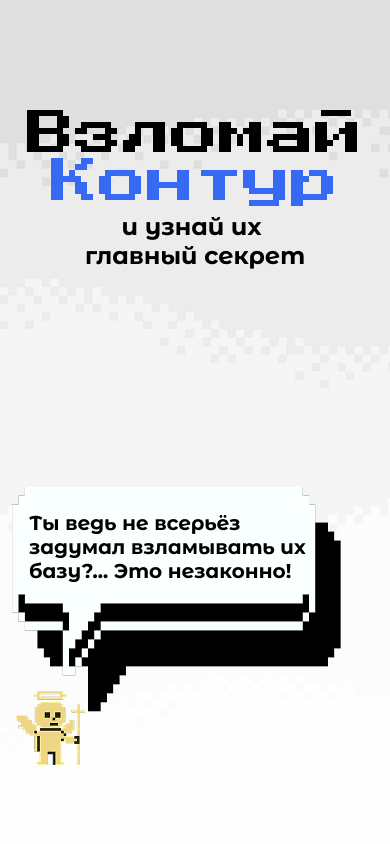 Взломай
Контур
и узнай их
главный секрет
Ты ведь не всерьёз
задумал взламывать их
базу?... Это незаконно!